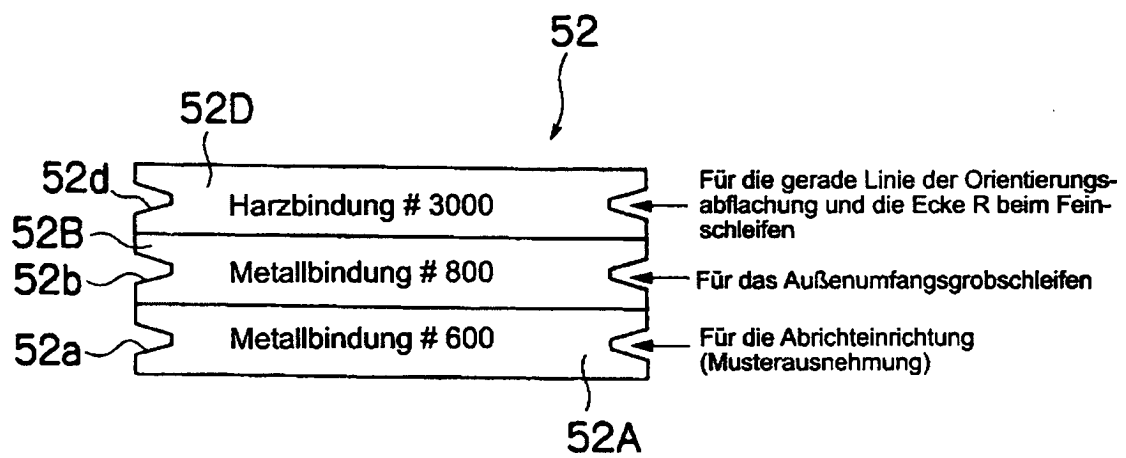 52
52D
52d
Harzbindung # 3000
Für die gerade Linie der Orientierungs-
abflachung und die Ecke R beim Fein-
schleifen
52B
52b
Metallbindung # 800
Für das Außenumfangsgrobschleifen
52a
Metallbindung # 600
Für die Abrichteinrichtung
(Musterausnehmung)
52A